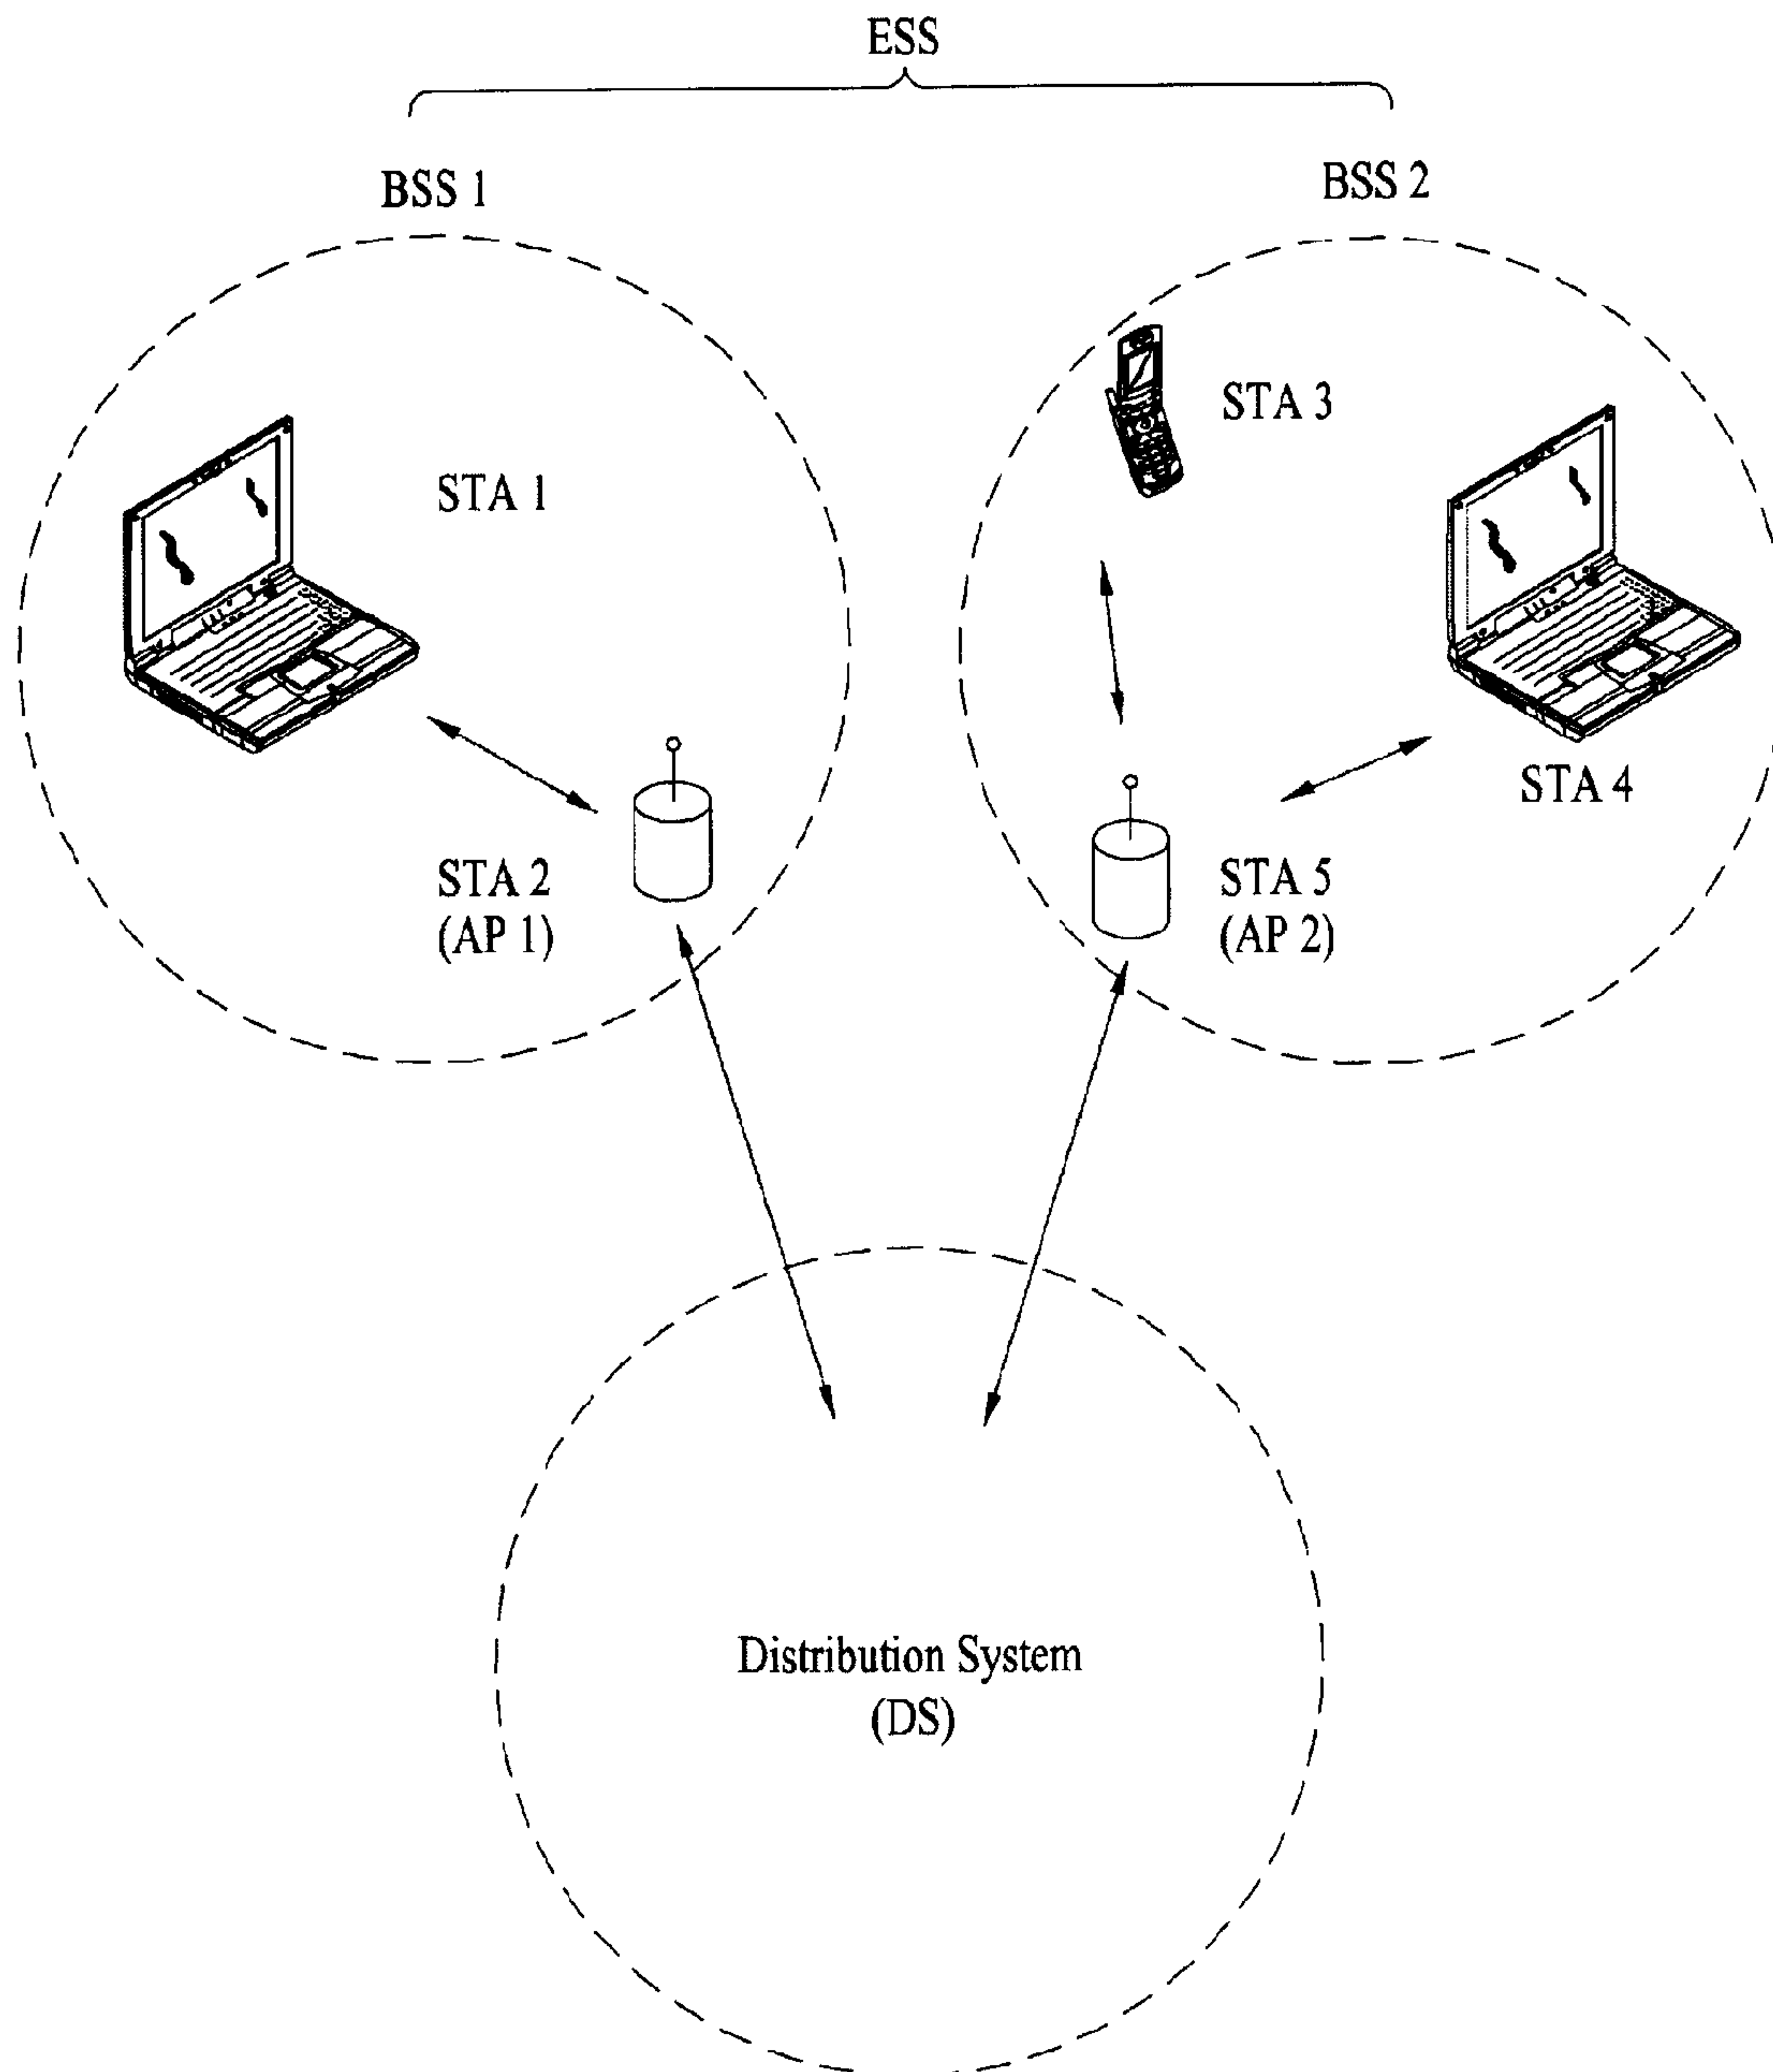 ESS
BSS 1
BSS 2
STA 3
STA 1
STA 4
STA 2
(AP 1)
STA 5
(AP 2)
Distribution System
(DS)